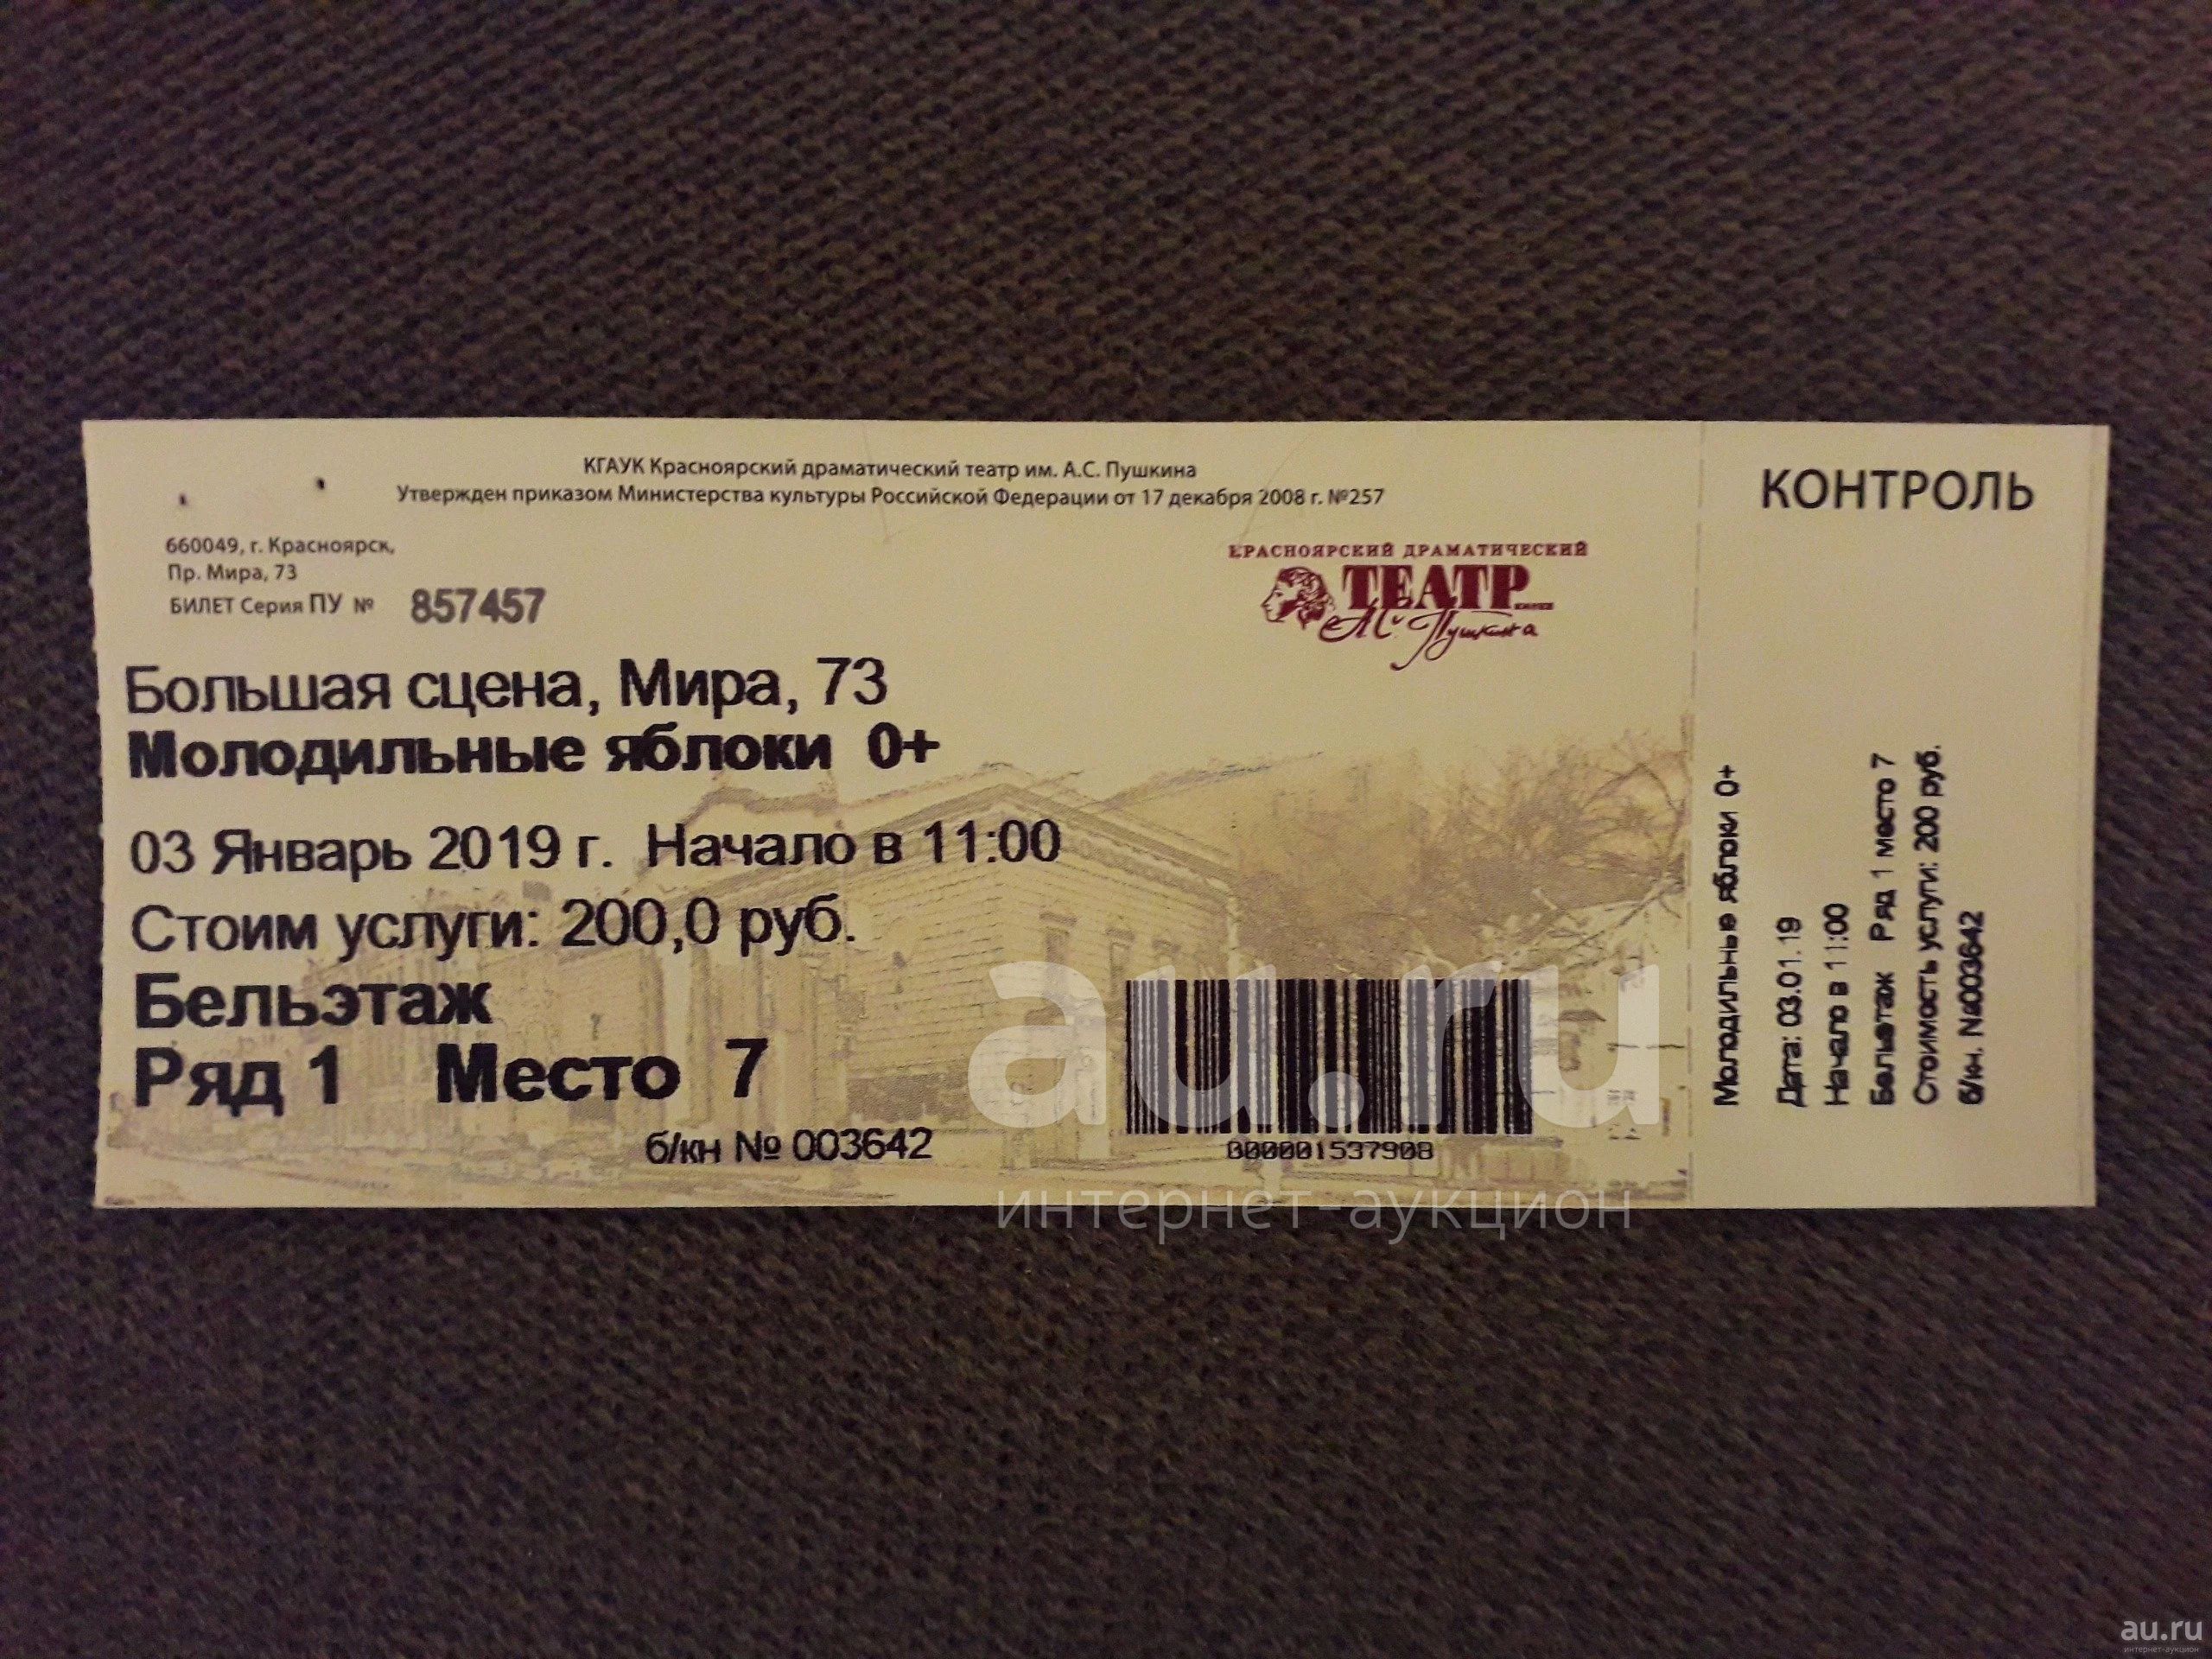 КГАУК Красноярский драматический театр им. А.С. Пушкина
Утвержден приказом Министерства культуры Российской Федерации от 17 декабря 2008 г. №257
660049, г. Красноярск,
Пр. Мира, 73
БИЛЕТ Серия ПУ № 857457
КРАСНОЯРСКИЙ ДРАМАТИЧЕСКИЙ
ТЕАТР
Пушкина
Большая сцена, Мира, 73
Молодильные яблоки 0+
03 Январь 2019 г. Начало в 11:00
Стоим услуги: 200,0 руб.
Бельэтаж
Ряд 1 Место 7
б/кн № 003642
000001537908
КОНТРОЛЬ
Молодильные яблоки 0+
Дата: 03.01.19
Начало в 11:00
Бельэтаж Ряд 1 место 7
Стоимость услуги: 200 руб.
б/кн. №003642
au.ru
интернет-аукцион
au.ru
интернет-аукцион